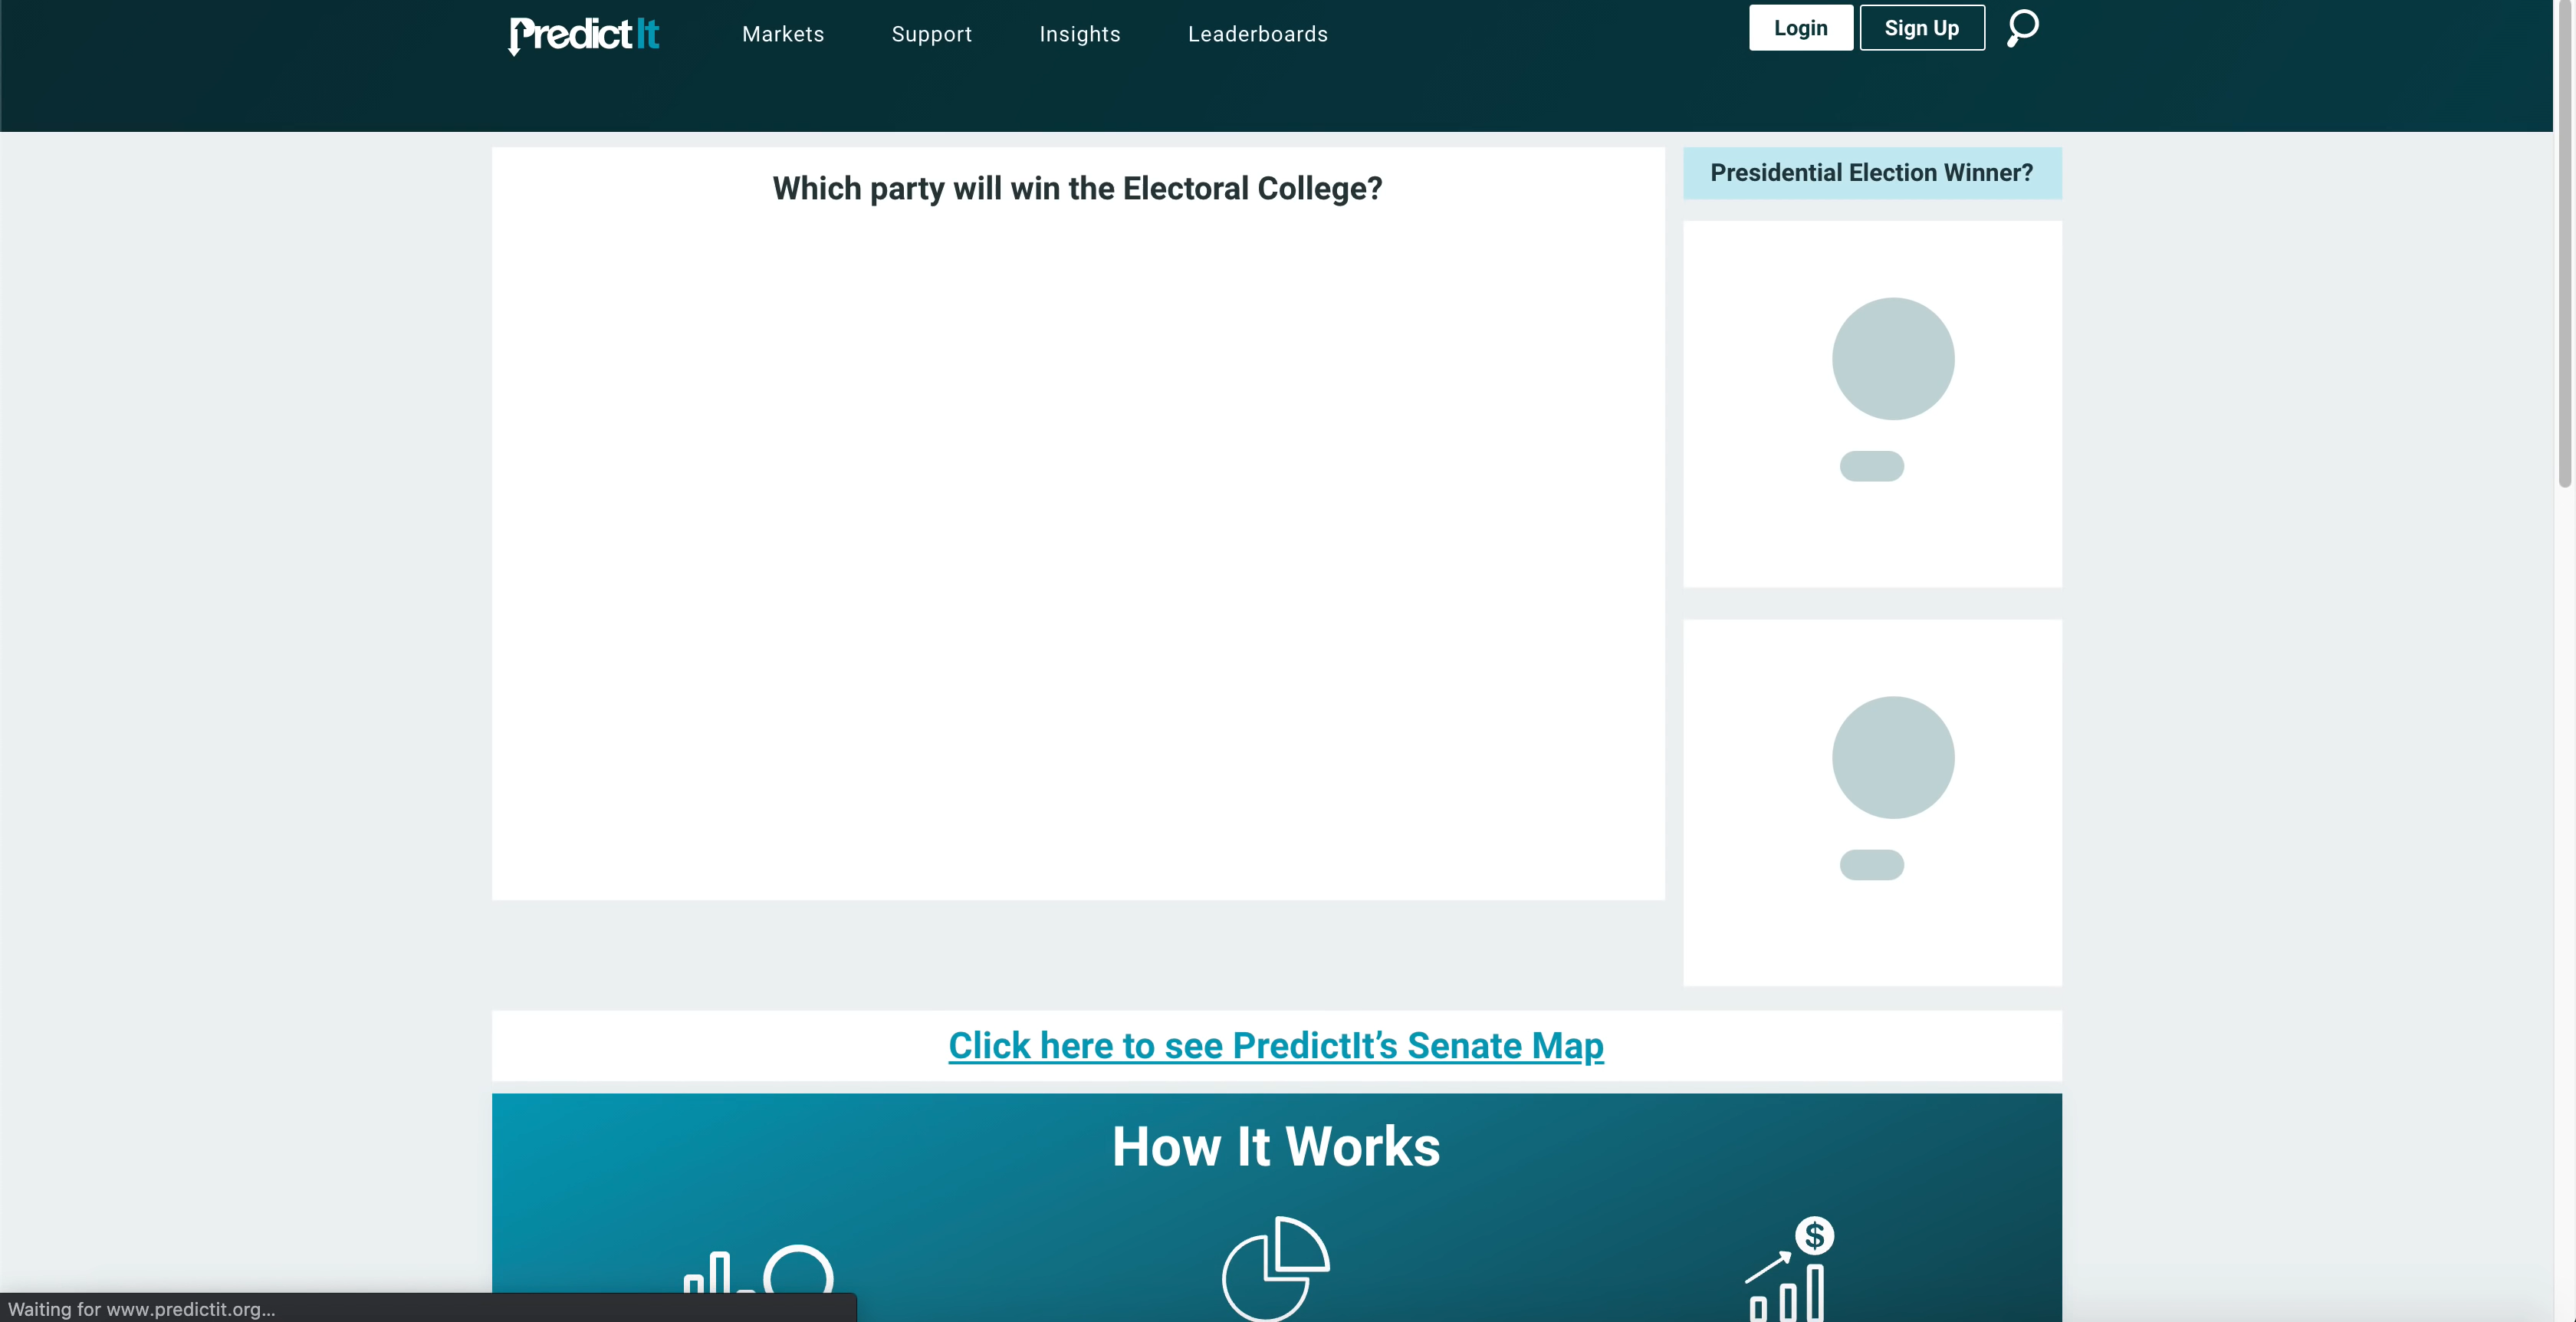 PredictIt
Markets
Support
Insights
Leaderboards
Login
Sign Up
Which party will win the Electoral College?
Presidential Election Winner?
Click here to see PredictIt’s Senate Map
How It Works
$
Waiting for www.predictit.org...